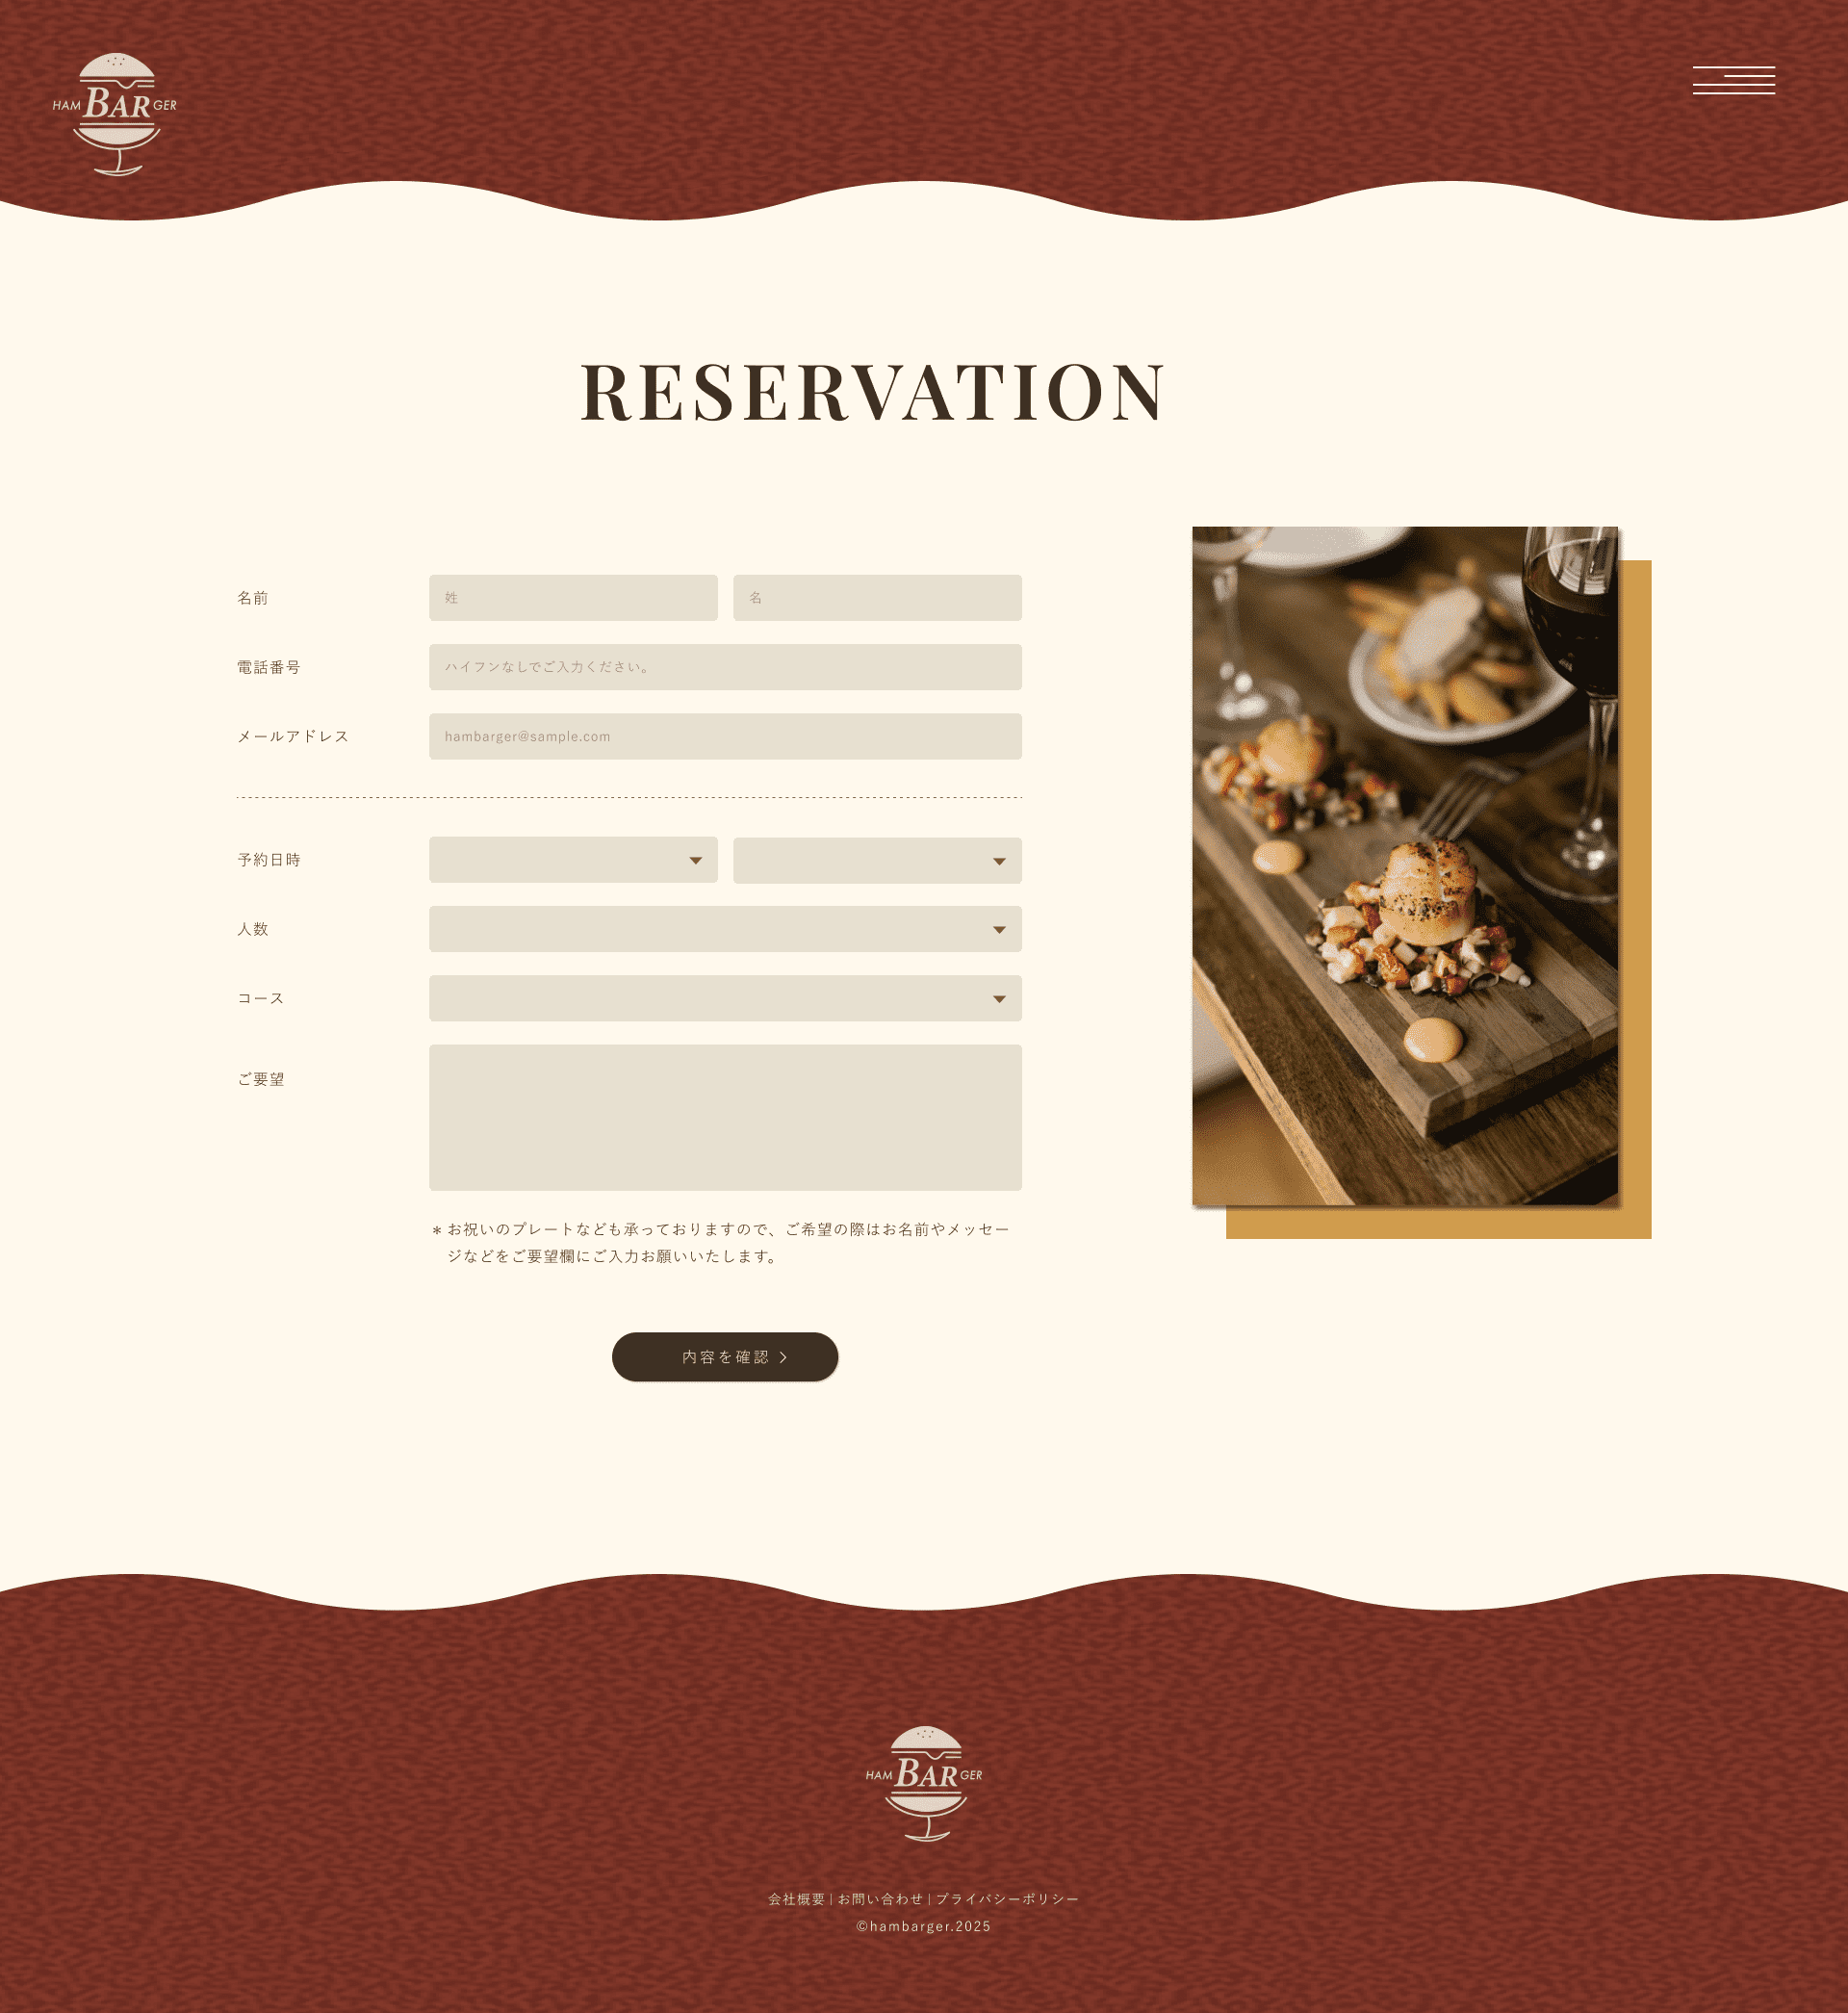 HAM BAR GER
RESERVATION
名前
姓
名
電話番号
ハイフンなしでご入力ください。
メールアドレス
hambarger@sample.com
予約日時
人数
コース
ご要望
* お祝いのプレートなども承っておりますので、ご希望の際はお名前やメッセー
ジなどをご要望欄にご入力お願いいたします。
内容を確認 >
HAM BAR GER
会社概要 | お問い合わせ | プライバシーポリシー
©hambarger.2025